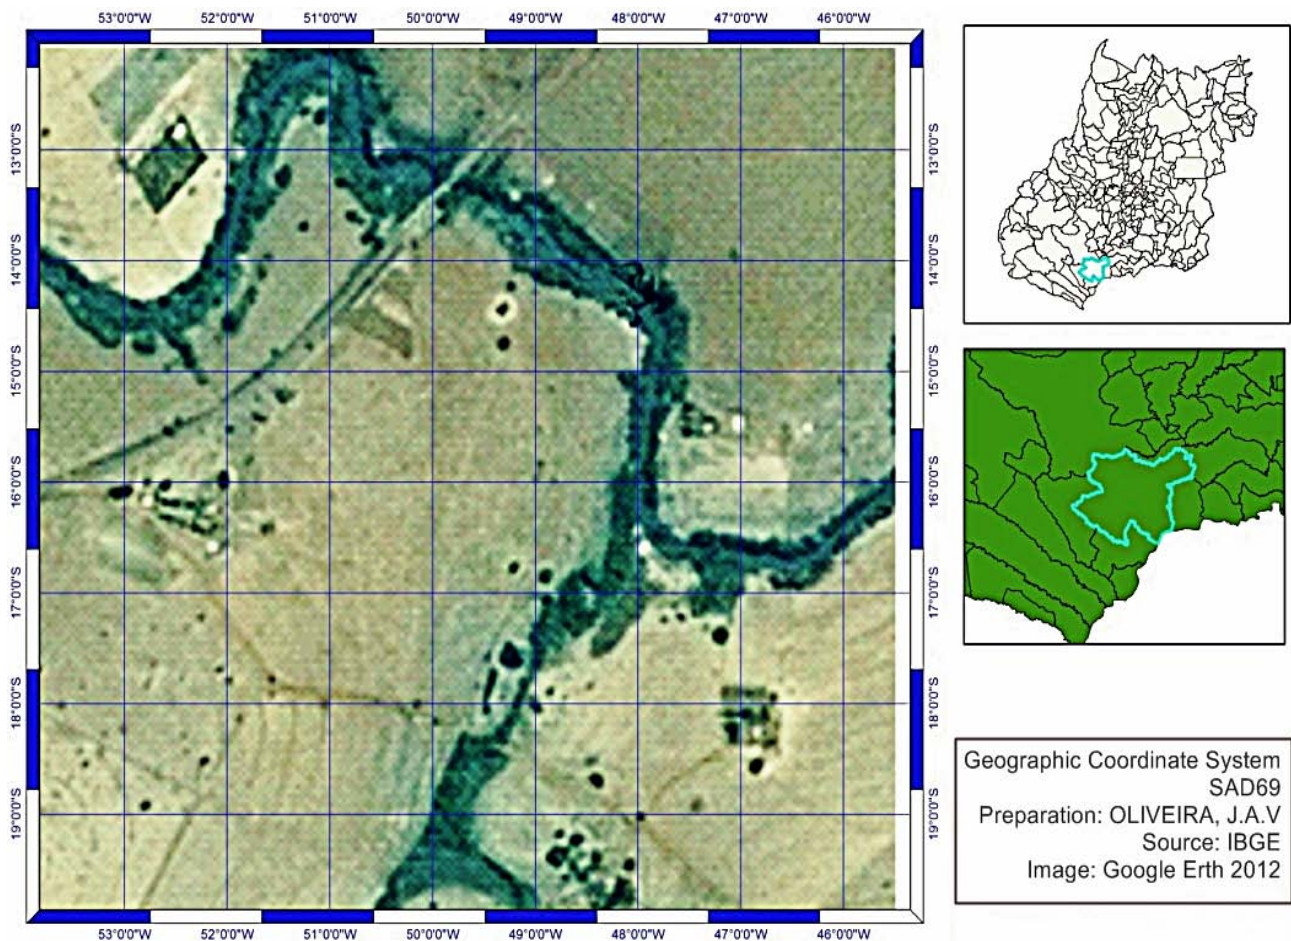 53°0'0"W 52°0'0"W 51°0'0"W 50°0'0"W 49°0'0"W 48°0'0"W 47°0'0"W 46°0'0"W
13°0'0"S 13°0'0"S
14°0'0"S 14°0'0"S
15°0'0"S 15°0'0"S
16°0'0"S 16°0'0"S
17°0'0"S 17°0'0"S
18°0'0"S 18°0'0"S
19°0'0"S 19°0'0"S
53°0'0"W 52°0'0"W 51°0'0"W 50°0'0"W 49°0'0"W 48°0'0"W 47°0'0"W 46°0'0"W
Geographic Coordinate System
SAD69
Preparation: OLIVEIRA, J.A.V
Source: IBGE
Image: Google Erth 2012